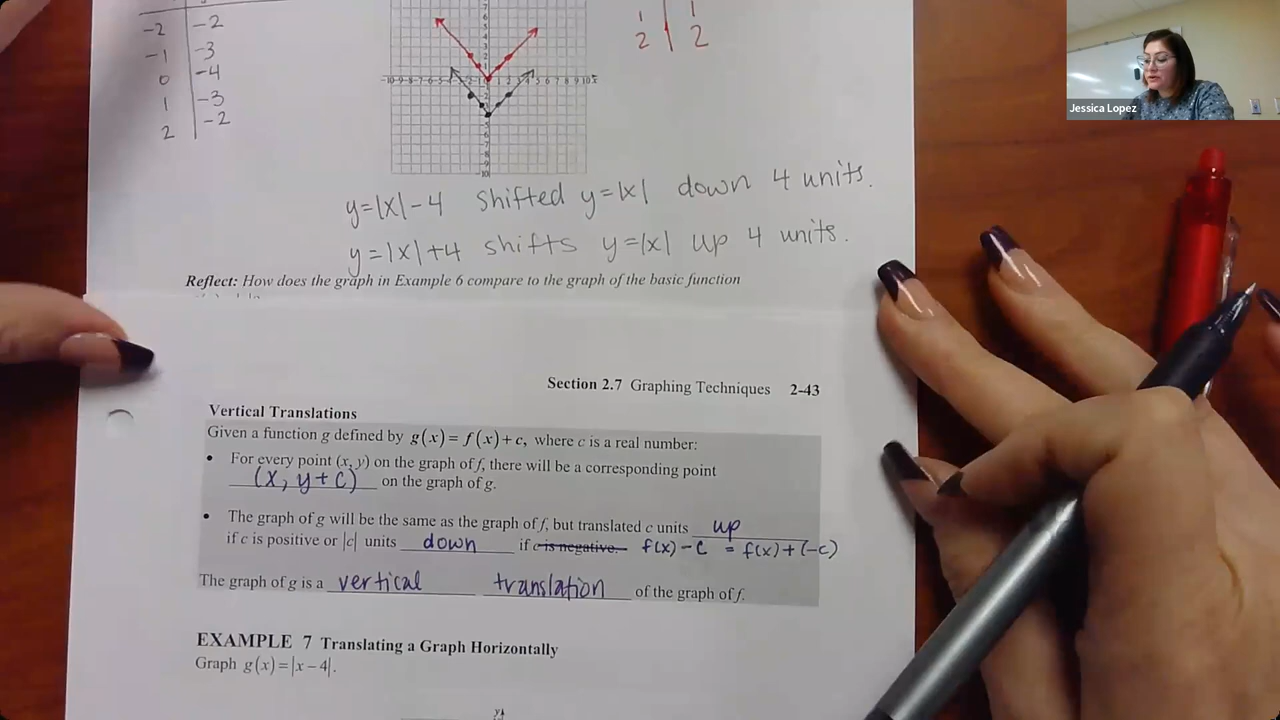 -2 -2
-1 -3
0 -4
1 -3
2 -2
1 1
2 2
Jessica Lopez
y=|x|-4 shifted y=|x| down 4 units.
y=|x|+4 shifts y=|x| up 4 units.
Reflect: How does the graph in Example 6 compare to the graph of the basic function
Section 2.7 Graphing Techniques 2-43
Vertical Translations
Given a function g defined by g(x)=f(x)+c, where c is a real number:
• For every point (x, y) on the graph of f, there will be a corresponding point
(x, y+c) on the graph of g.
• The graph of g will be the same as the graph of f, but translated c units up
if c is positive or |c| units down if c is negative. f(x)-c = f(x)+(-c)
The graph of g is a vertical translation of the graph of f.
EXAMPLE 7 Translating a Graph Horizontally
Graph g(x)=|x-4|.
y